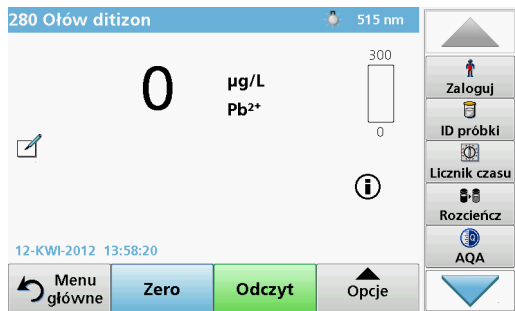 280 Ołów ditizon
515 nm
0
µg/L
Pb²⁺
300
0
12-KWI-2012 13:58:20
Menu
główne
Zero
Odczyt
Opcje
Zaloguj
ID próbki
Licznik czasu
Rozcieńcz
AQA